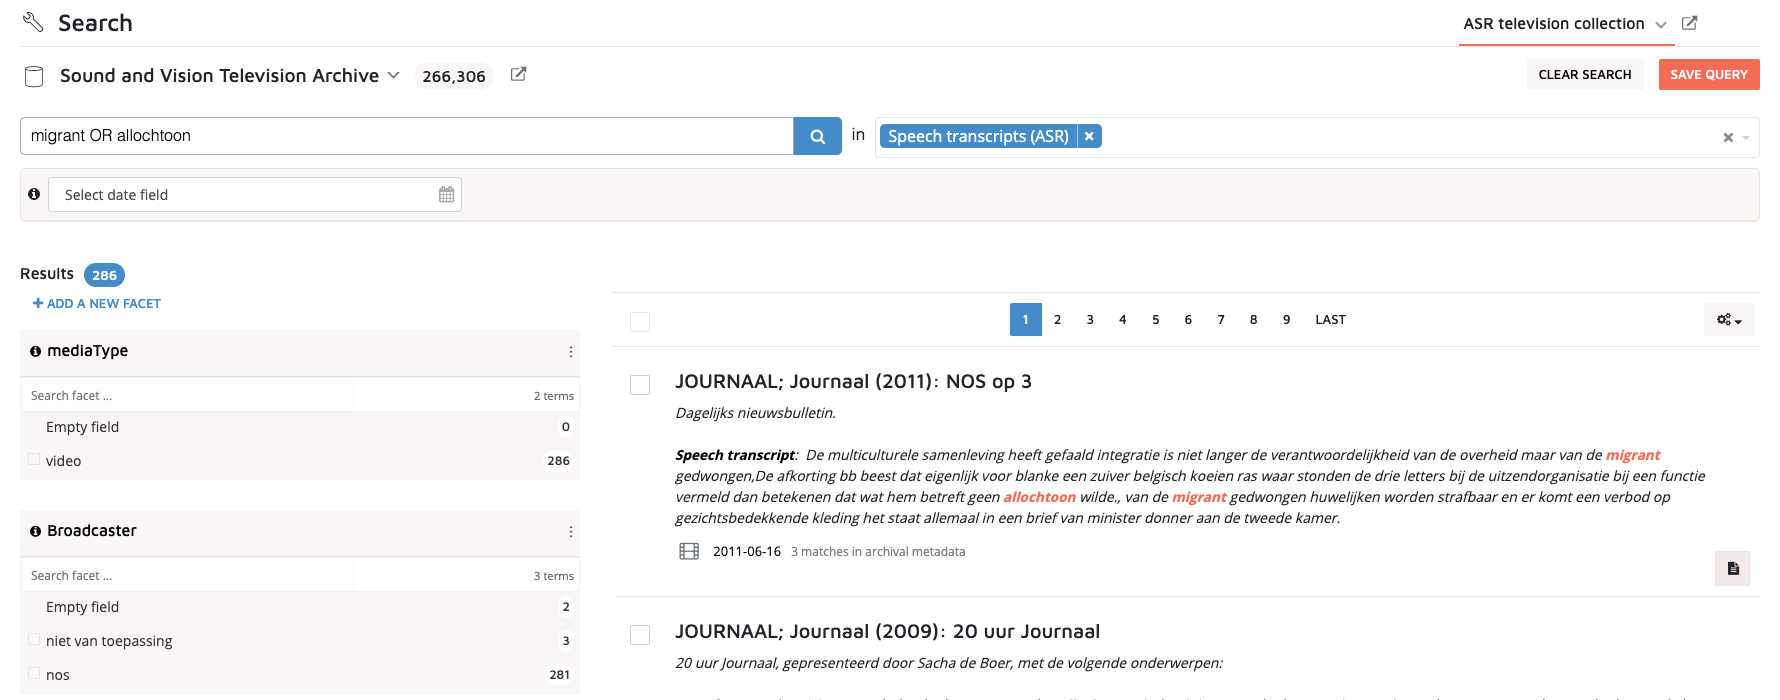 Search
ASR television collection
Sound and Vision Television Archive 266,306
CLEAR SEARCH SAVE QUERY
migrant OR allochtoon in Speech transcripts (ASR) × ×
Select date field
Results 286
+ ADD A NEW FACET
mediaType
Search facet ... 2 terms
Empty field 0
video 286
Broadcaster
Search facet ... 3 terms
Empty field 2
niet van toepassing 3
nos 281
1 2 3 4 5 6 7 8 9 LAST
JOURNAAL; Journaal (2011): NOS op 3
Dagelijks nieuwsbulletin.
Speech transcript: De multiculturele samenleving heeft gefaald integratie is niet langer de verantwoordelijkheid van de overheid maar van de migrant
gedwongen,De afkorting bb beest dat eigenlijk voor blanke een zuiver belgisch koeien ras waar stonden de drie letters bij de uitzendorganisatie bij een functie
vermeld dan betekenen dat wat hem betreft geen allochtoon wilde., van de migrant gedwongen huwelijken worden strafbaar en er komt een verbod op
gezichtsbedekkende kleding het staat allemaal in een brief van minister donner aan de tweede kamer.
2011-06-16 3 matches in archival metadata
JOURNAAL; Journaal (2009): 20 uur Journaal
20 uur Journaal, gepresenteerd door Sacha de Boer, met de volgende onderwerpen: